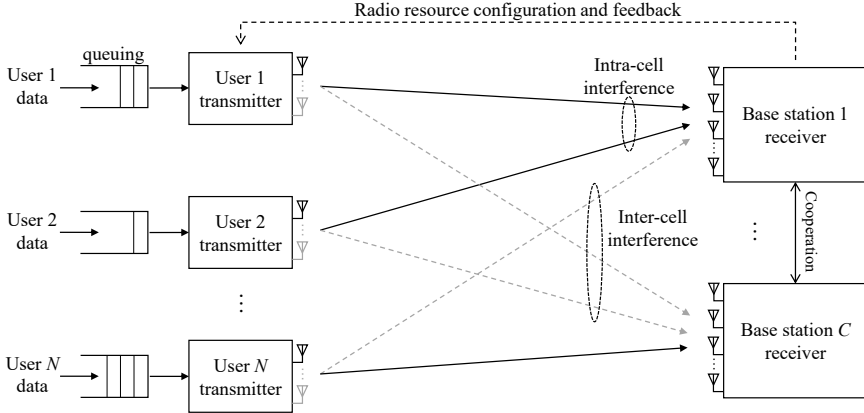 Radio resource configuration and feedback
queuing
User 1
data
User 1
transmitter
Intra-cell
interference
Base station 1
receiver
User 2
data
User 2
transmitter
Inter-cell
interference
...
Cooperation
...
User N
data
User N
transmitter
Base station C
receiver